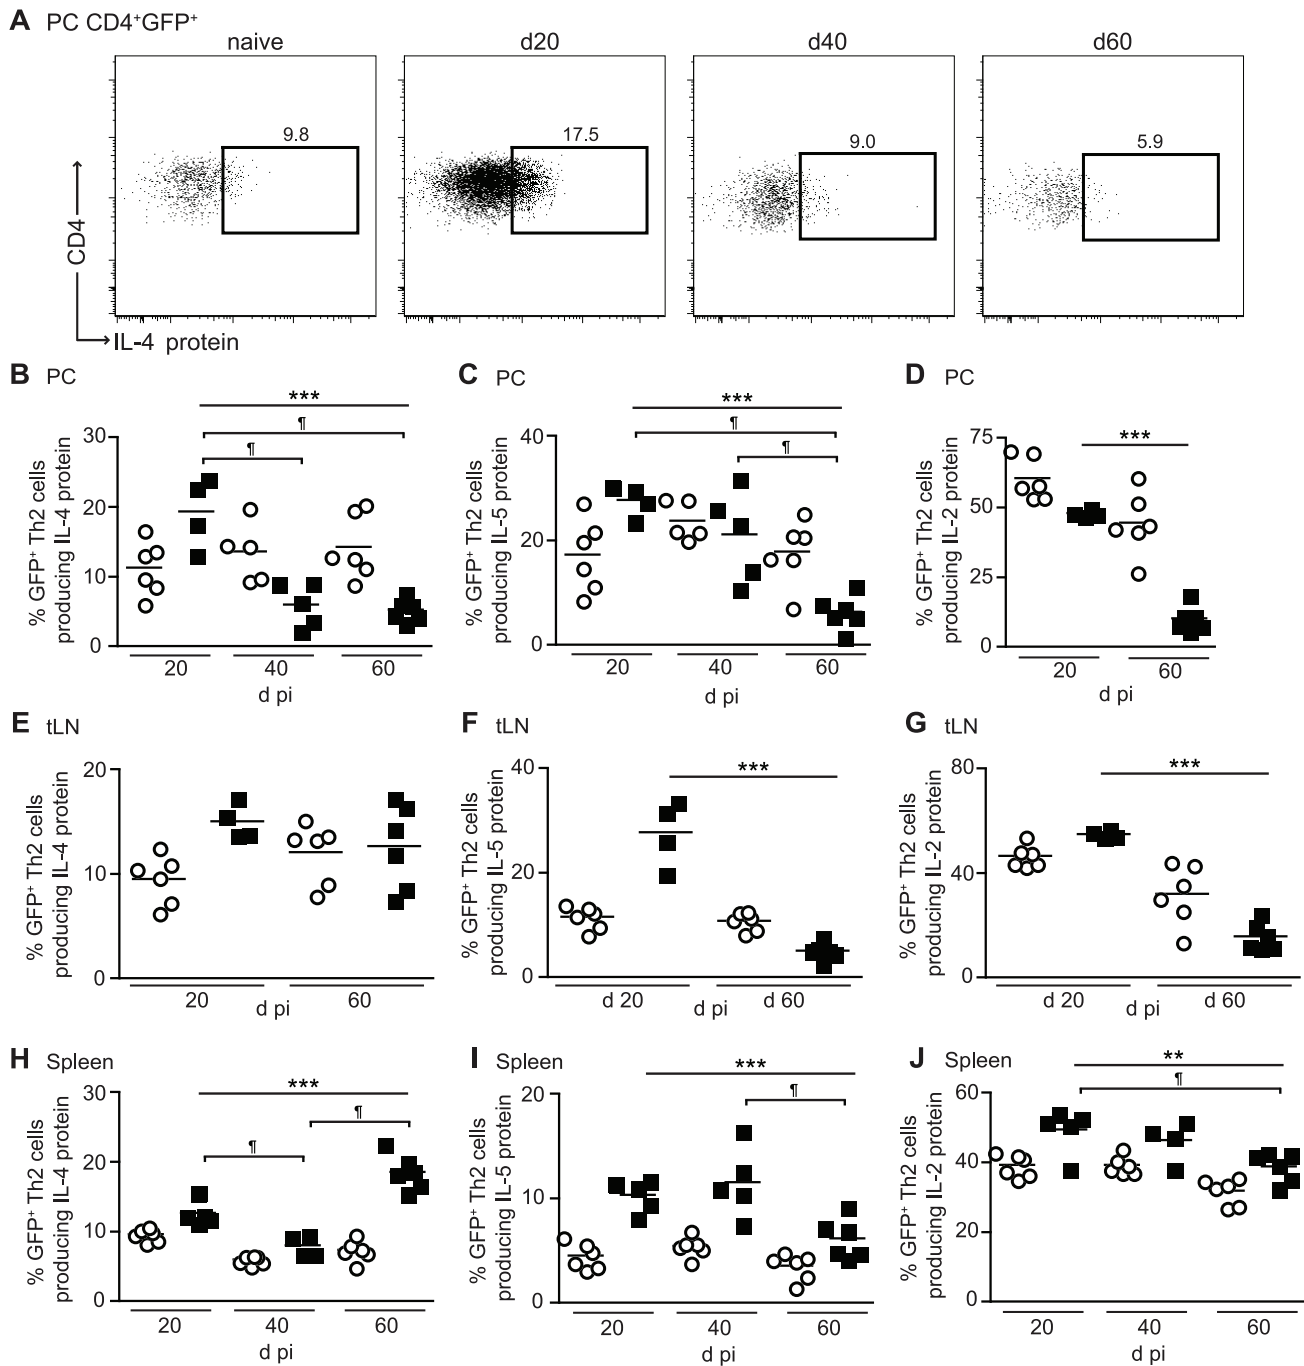 A PC CD4⁺GFP⁺
naive d20 d40 d60
9.8 17.5 9.0 5.9
CD4
IL-4 protein
B PC
% GFP⁺ Th2 cells
producing IL-4 protein
***
¶
¶
30
20
10
0
20 40 60
d pi
C PC
% GFP⁺ Th2 cells
producing IL-5 protein
***
¶
¶
40
20
0
20 40 60
d pi
D PC
% GFP⁺ Th2 cells
producing IL-2 protein
***
75
50
25
0
20 60
d pi
E tLN
% GFP⁺ Th2 cells
producing IL-4 protein
20
10
0
20 60
d pi
F tLN
% GFP⁺ Th2 cells
producing IL-5 protein
***
40
20
0
d 20 d 60
d pi
G tLN
% GFP⁺ Th2 cells
producing IL-2 protein
***
80
40
0
d 20 d 60
d pi
H Spleen
% GFP⁺ Th2 cells
producing IL-4 protein
***
¶
¶
30
20
10
0
20 40 60
d pi
I Spleen
% GFP⁺ Th2 cells
producing IL-5 protein
***
¶
20
10
0
20 40 60
d pi
J Spleen
% GFP⁺ Th2 cells
producing IL-2 protein
**
¶
60
40
20
0
20 40 60
d pi